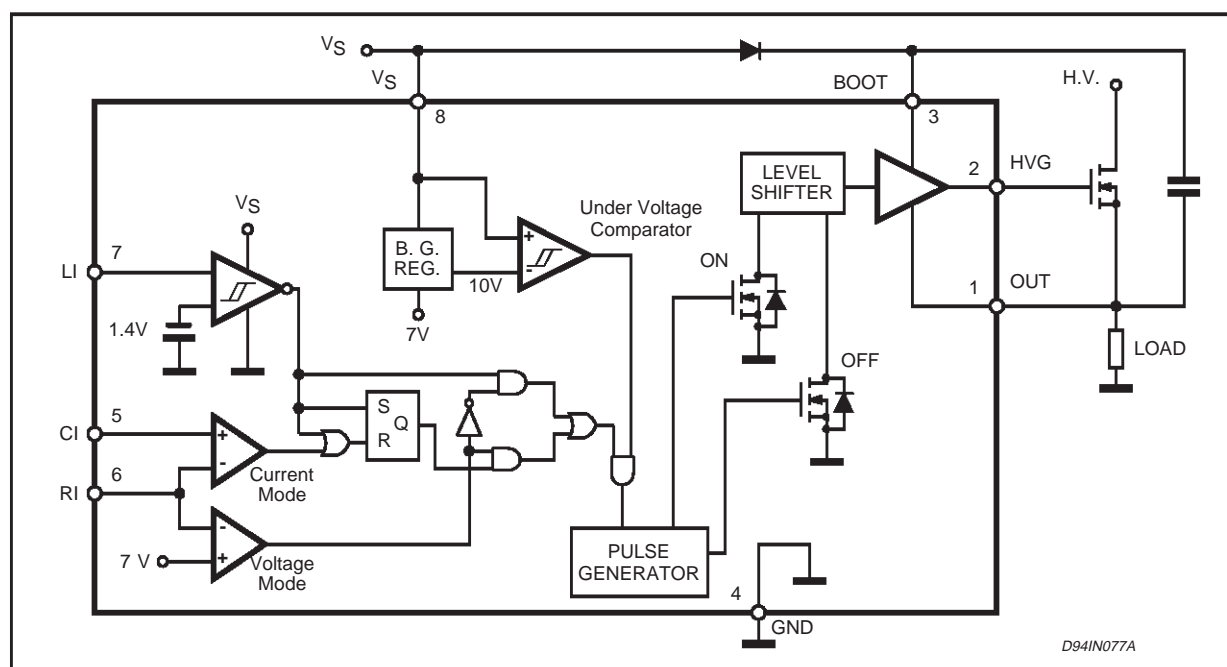 VS
VS
BOOT
H.V.
8
3
LEVEL
SHIFTER
2
HVG
VS
Under Voltage
Comparator
7
LI
+
-
B. G.
REG.
10V
ON
1
OUT
1.4V
7V
LOAD
OFF
5
CI
S
Q
R
+
-
6
RI
Current
Mode
-
+
7 V
Voltage
Mode
PULSE
GENERATOR
4
GND
D94IN077A